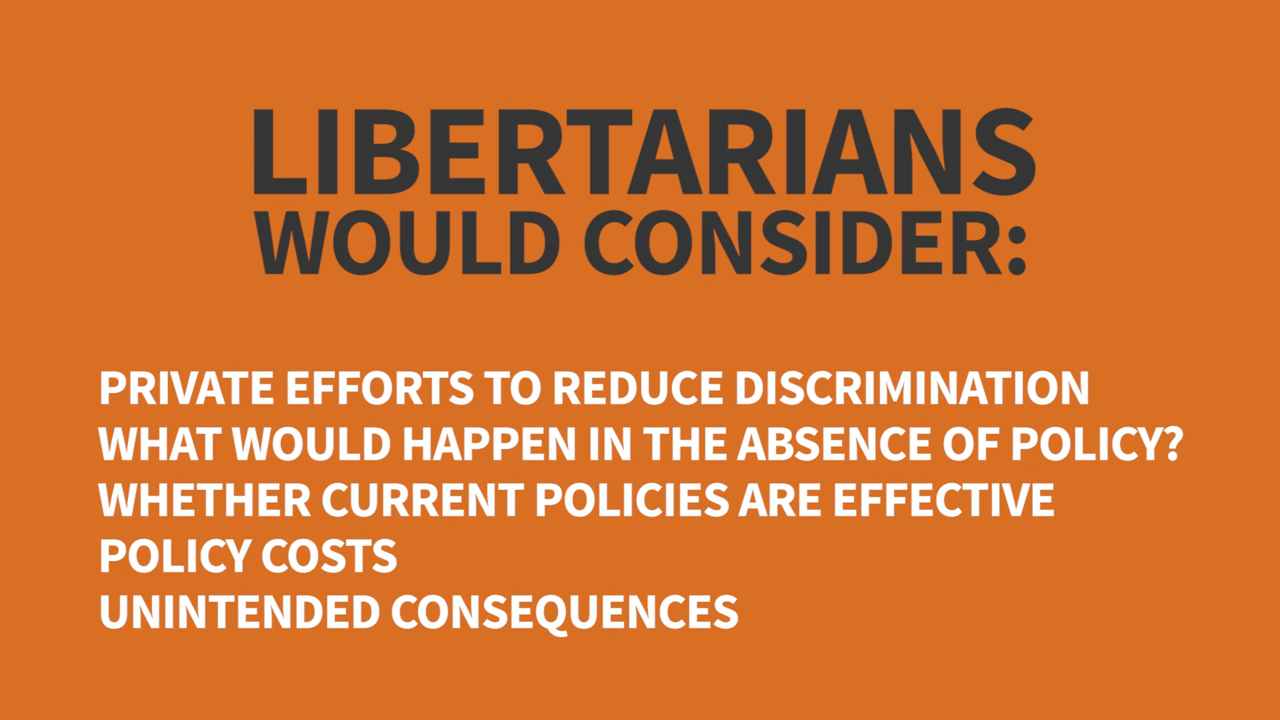 LIBERTARIANS
WOULD CONSIDER:
PRIVATE EFFORTS TO REDUCE DISCRIMINATION
WHAT WOULD HAPPEN IN THE ABSENCE OF POLICY?
WHETHER CURRENT POLICIES ARE EFFECTIVE
POLICY COSTS
UNINTENDED CONSEQUENCES